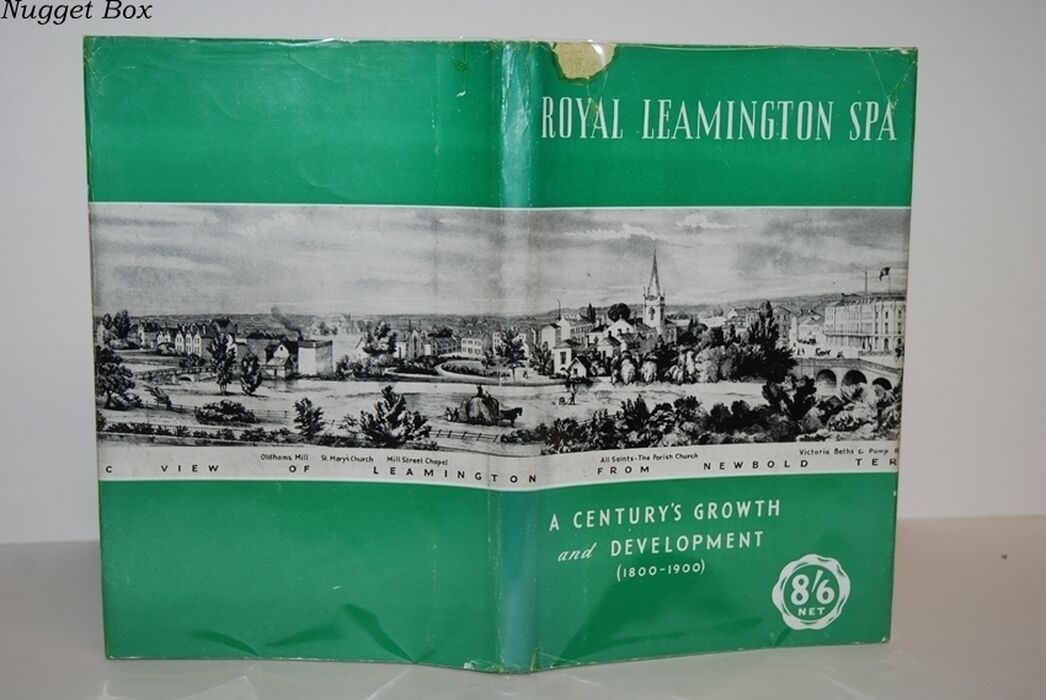 Nugget Box
ROYAL LEAMINGTON SPA
Oldhams Mill St. Mary's Church Mill Street Chapel All Saints-The Parish Church Victoria Baths & Pump R
C VIEW OF LEAMINGTON FROM NEWBOLD TER
A CENTURY'S GROWTH
and DEVELOPMENT
(1800-1900)
8/6
NET